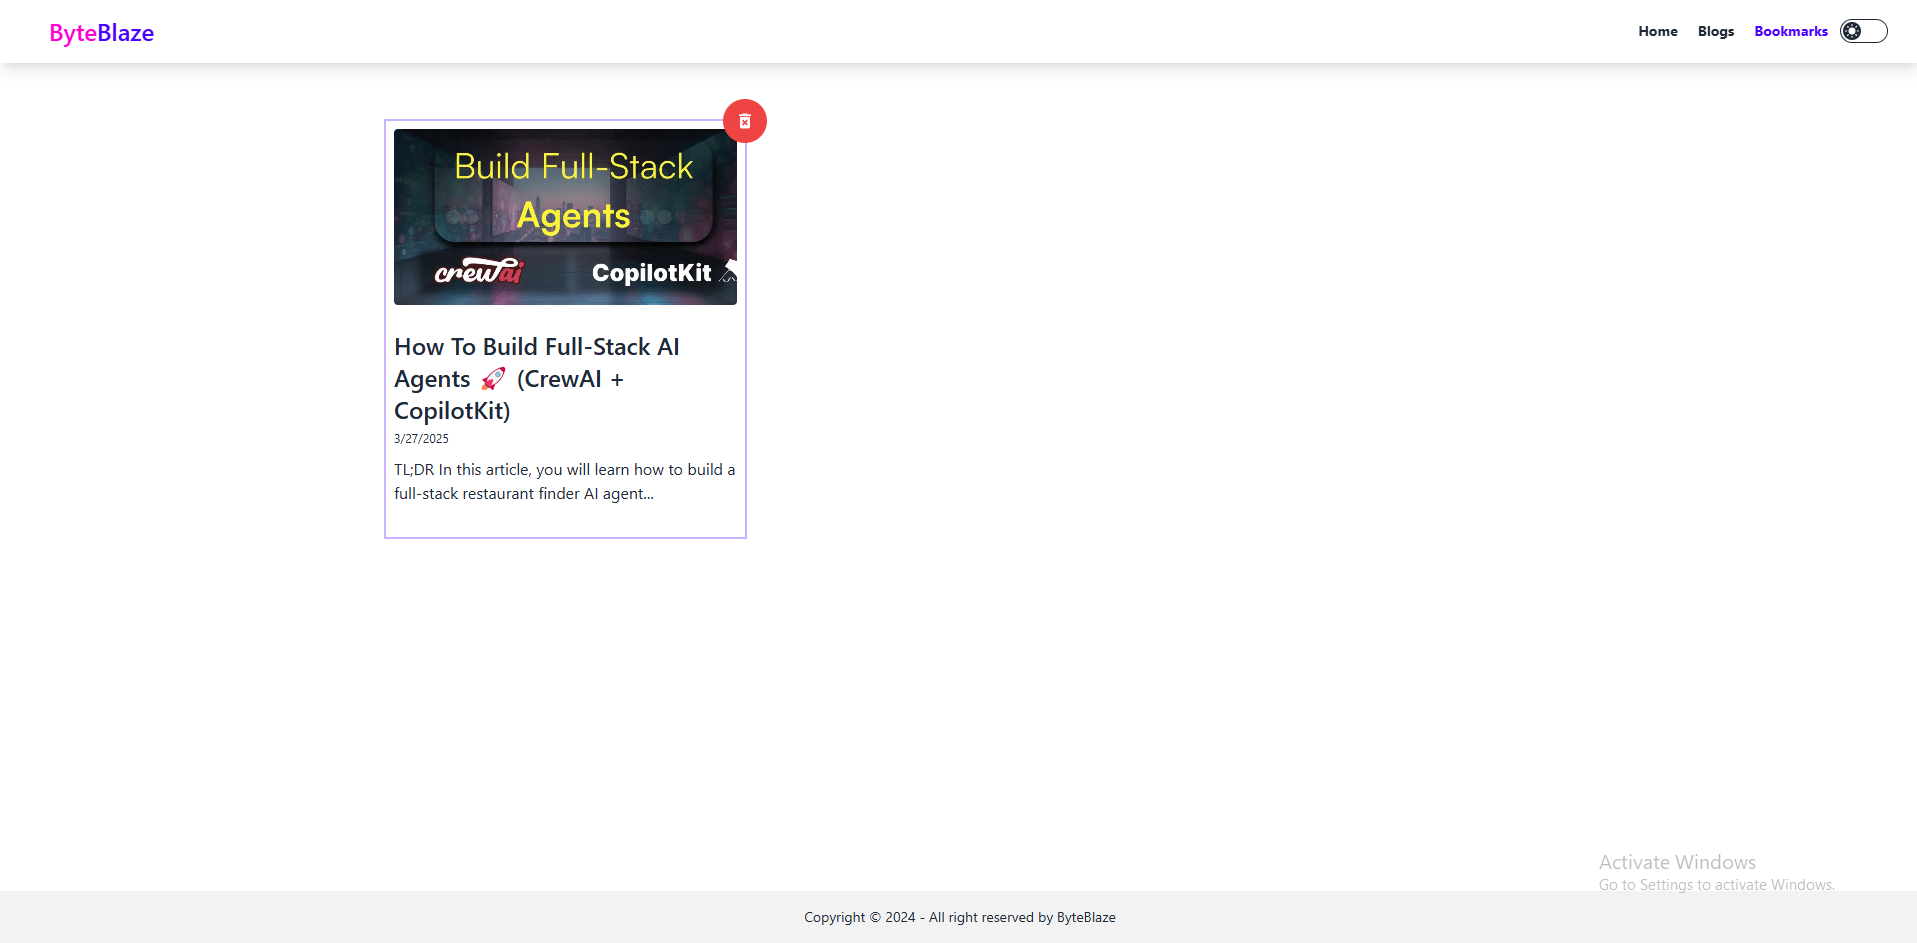 ByteBlaze
Home Blogs Bookmarks
Build Full-Stack
Agents
crewai CopilotKit
How To Build Full-Stack AI
Agents 🚀 (CrewAI +
CopilotKit)
3/27/2025
TL;DR In this article, you will learn how to build a
full-stack restaurant finder AI agent...
Activate Windows
Go to Settings to activate Windows.
Copyright © 2024 - All right reserved by ByteBlaze